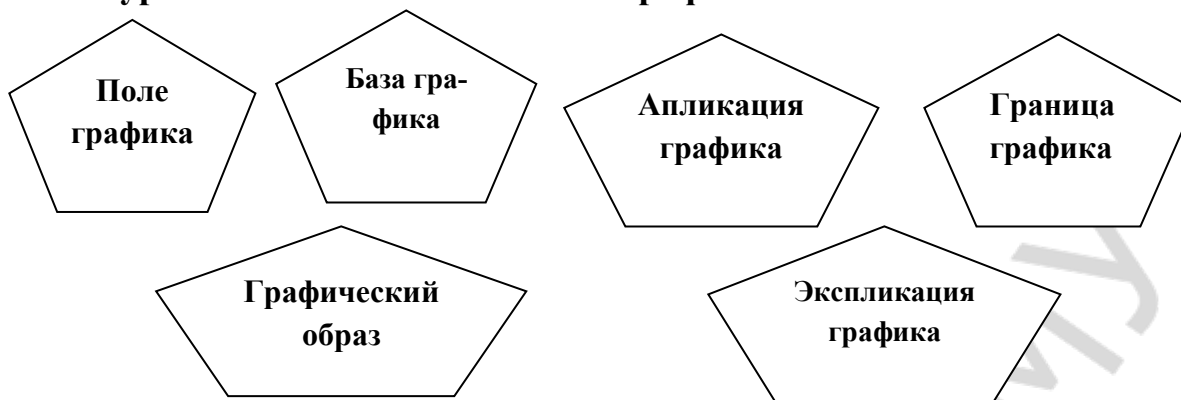 Поле
графика
База гра-
фика
Апликация
графика
Граница
графика
Графический
образ
Экспликация
графика